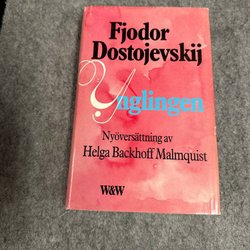 Fjodor
Dostojevskij
Ynglingen
Nyöversättning av
Helga Backhoff Malmquist
W&W